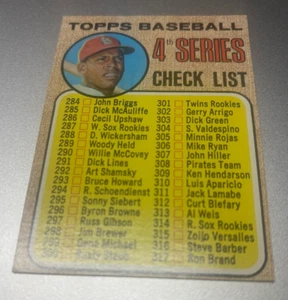 TOPPS BASEBALL
4th SERIES
CHECK LIST
284 John Briggs
285 Dick McAuliffe
286 Cecil Upshaw
287 W. Sox Rookies
288 D. Wickersham
289 Woody Held
290 Willie McCovey
291 Dick Lines
292 Art Shamsky
293 Bruce Howard
294 R. Schoendienst
295 Sonny Siebert
296 Byron Browne
297 Russ Gibson
298 Jim Brewer
Gene Michael
Rusty Staub
301 Twins Rookies
302 Gerry Arrigo
303 Dick Green
304 S. Valdespino
305 Minnie Rojas
306 Mike Ryan
307 John Hiller
308 Pirates Team
309 Ken Henderson
310 Luis Aparicio
311 Jack Lamabe
312 Curt Blefary
313 Al Weis
314 R. Sox Rookies
315 Zoilo Versalles
316 Steve Barber
317 Ron Brand